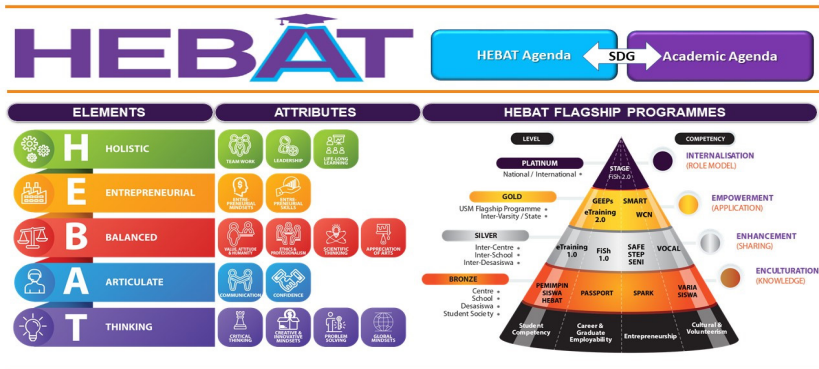 HEBAT
HEBAT Agenda
SDG
Academic Agenda
ELEMENTS
ATTRIBUTES
HEBAT FLAGSHIP PROGRAMMES
H HOLISTIC
TEAM WORK
LEADERSHIP
LIFE-LONG
LEARNING
E ENTREPRENEURIAL
ENTRE-
PRENEURIAL
MINDSETS
ENTRE-
PRENEURIAL
SKILLS
B BALANCED
VALUE, ATTITUDE
& HUMANITY
ETHICS &
PROFESSIONALISM
SCIENTIFIC
THINKING
APPRECIATION
OF ARTS
A ARTICULATE
COMMUNICATION
CONFIDENCE
T THINKING
CRITICAL
THINKING
CREATIVE &
INNOVATIVE
MINDSETS
PROBLEM
SOLVING
GLOBAL
MINDSETS
LEVEL
COMPETENCY
PLATINUM
National / International •
STAGE
FiSh 2.0
INTERNALISATION
(ROLE MODEL)
GOLD
USM Flagship Programme •
Inter-Varsity / State •
GEEPs
SMART
eTraining
2.0
WCN
EMPOWERMENT
(APPLICATION)
SILVER
Inter-Centre •
Inter-School •
Inter-Desasiswa •
eTraining
1.0
FiSh
1.0
SAFE
STEP
SENI
VOCAL
ENHANCEMENT
(SHARING)
BRONZE
Centre •
School •
Desasiswa •
Student Society •
PEMIMPIN
SISWA
HEBAT
PASSPORT
SPARK
VARIA
SISWA
ENCULTURATION
(KNOWLEDGE)
Student
Competency
Career &
Graduate
Employability
Entrepreneurship
Cultural &
Volunteerism